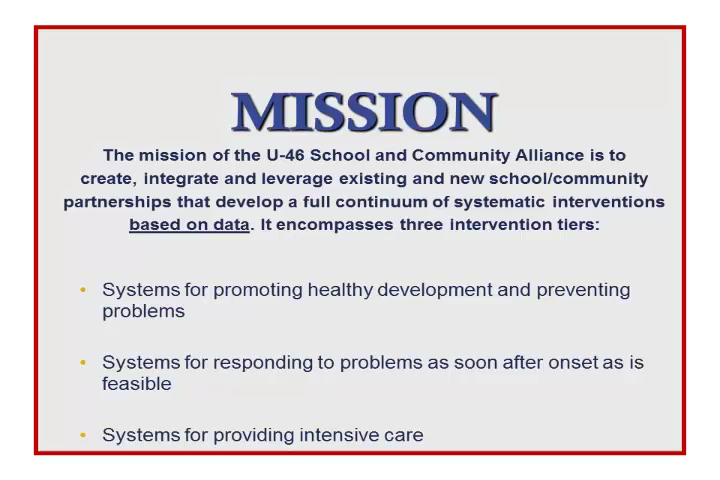 MISSION
The mission of the U-46 School and Community Alliance is to
create, integrate and leverage existing and new school/community
partnerships that develop a full continuum of systematic interventions
based on data. It encompasses three intervention tiers:
• Systems for promoting healthy development and preventing
problems
• Systems for responding to problems as soon after onset as is
feasible
• Systems for providing intensive care